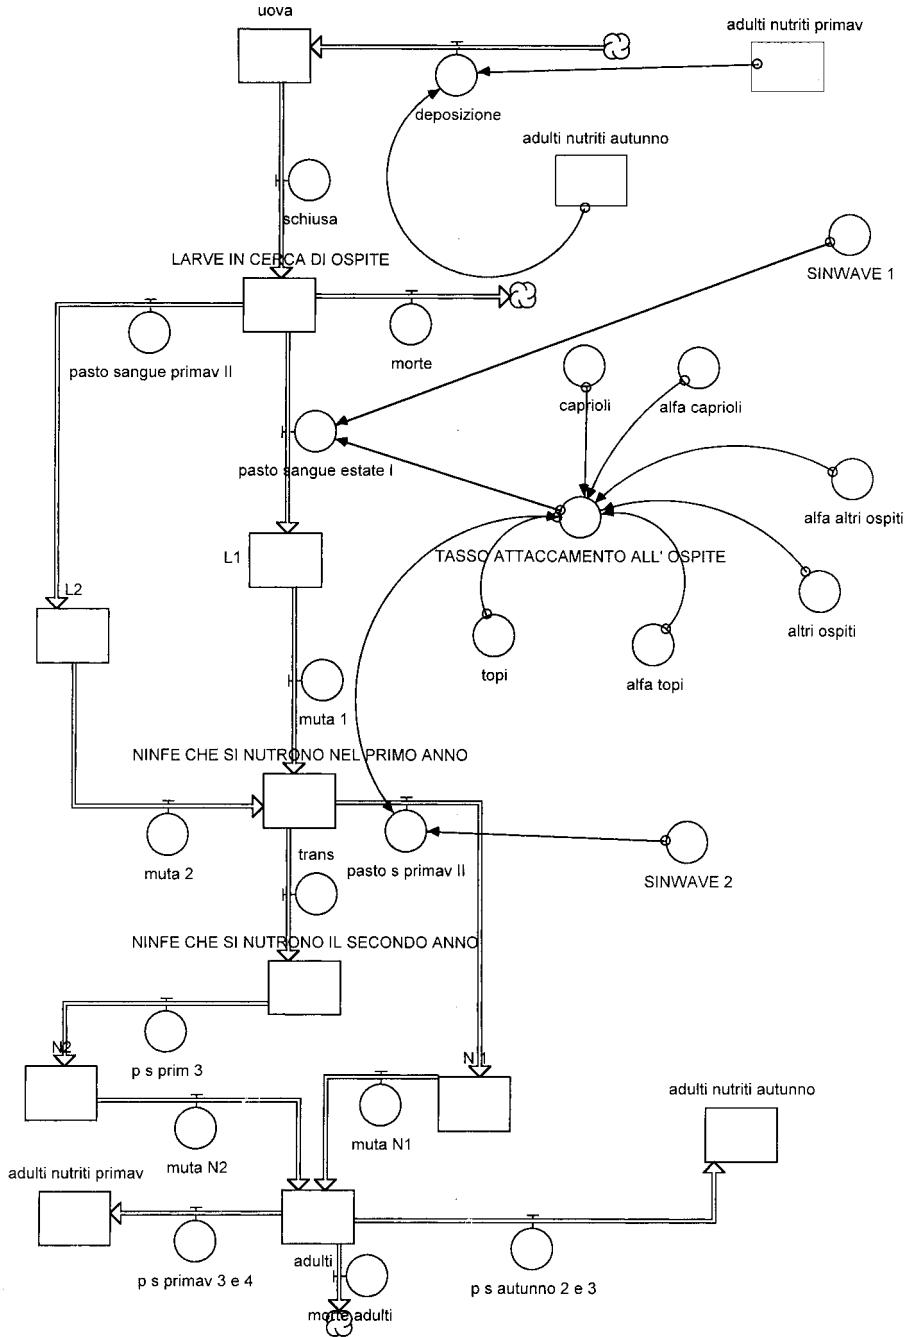 uova
adulti nutriti primav
deposizione
adulti nutriti autunno
schiusa
SINWAVE 1
LARVE IN CERCA DI OSPITE
morte
pasto sangue primav II
caprioli
alfa caprioli
pasto sangue estate I
alfa altri ospiti
L1
TASSO ATTACCAMENTO ALL' OSPITE
L2
altri ospiti
topi
alfa topi
muta 1
NINFE CHE SI NUTRONO NEL PRIMO ANNO
trans
pasto s primav II
muta 2
SINWAVE 2
NINFE CHE SI NUTRONO IL SECONDO ANNO
N2
p s prim 3
N 1
adulti nutriti autunno
muta N1
muta N2
adulti nutriti primav
adulti
p s primav 3 e 4
p s autunno 2 e 3
morte adulti